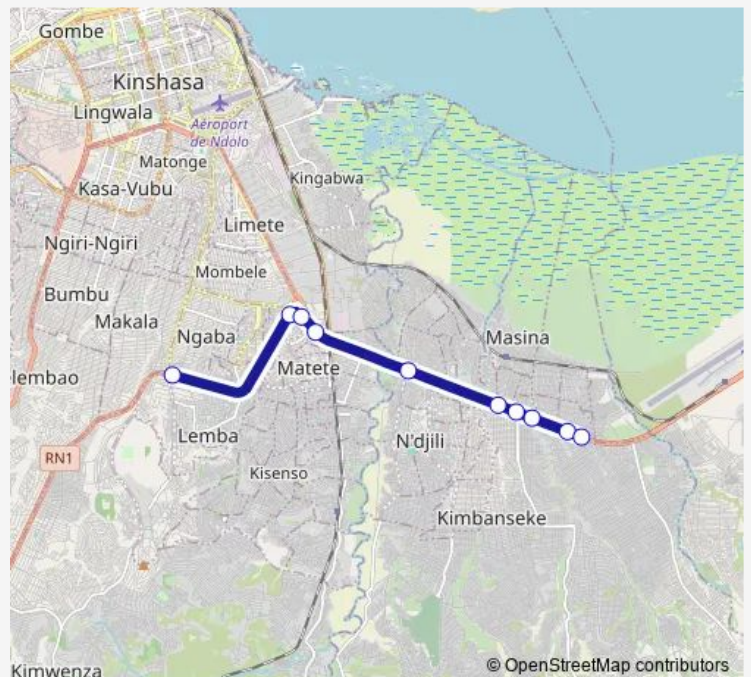 Gombe
Kinshasa
Lingwala
Aéroport
de Ndolo
Matonge
Kingabwa
Kasa-Vubu
Limete
Ngiri-Ngiri
Mombele
Bumbu
Makala
Ngaba
Masina
Matete
lembao
Lemba
N'djili
RN1
Kisenso
Kimbanseke
Kimwenza
© OpenStreetMap contributors